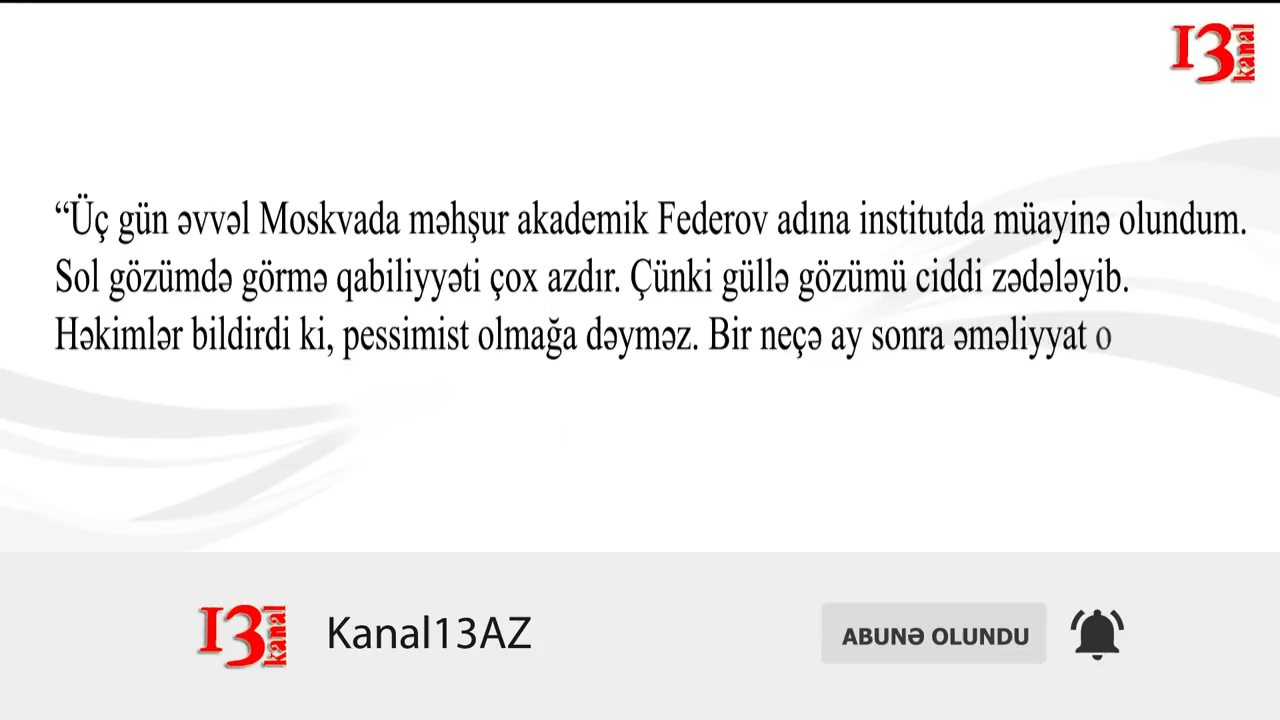 13 kanal
“Üç gün əvvəl Moskvada məhşur akademik Federov adına institutda müayinə olundum.
Sol gözümdə görmə qabiliyyəti çox azdır. Çünki güllə gözümü ciddi zədələyib.
Həkimlər bildirdi ki, pessimist olmağa dəyməz. Bir neçə ay sonra əməliyyat o
13 kanal
Kanal13AZ
ABUNƏ OLUNDU